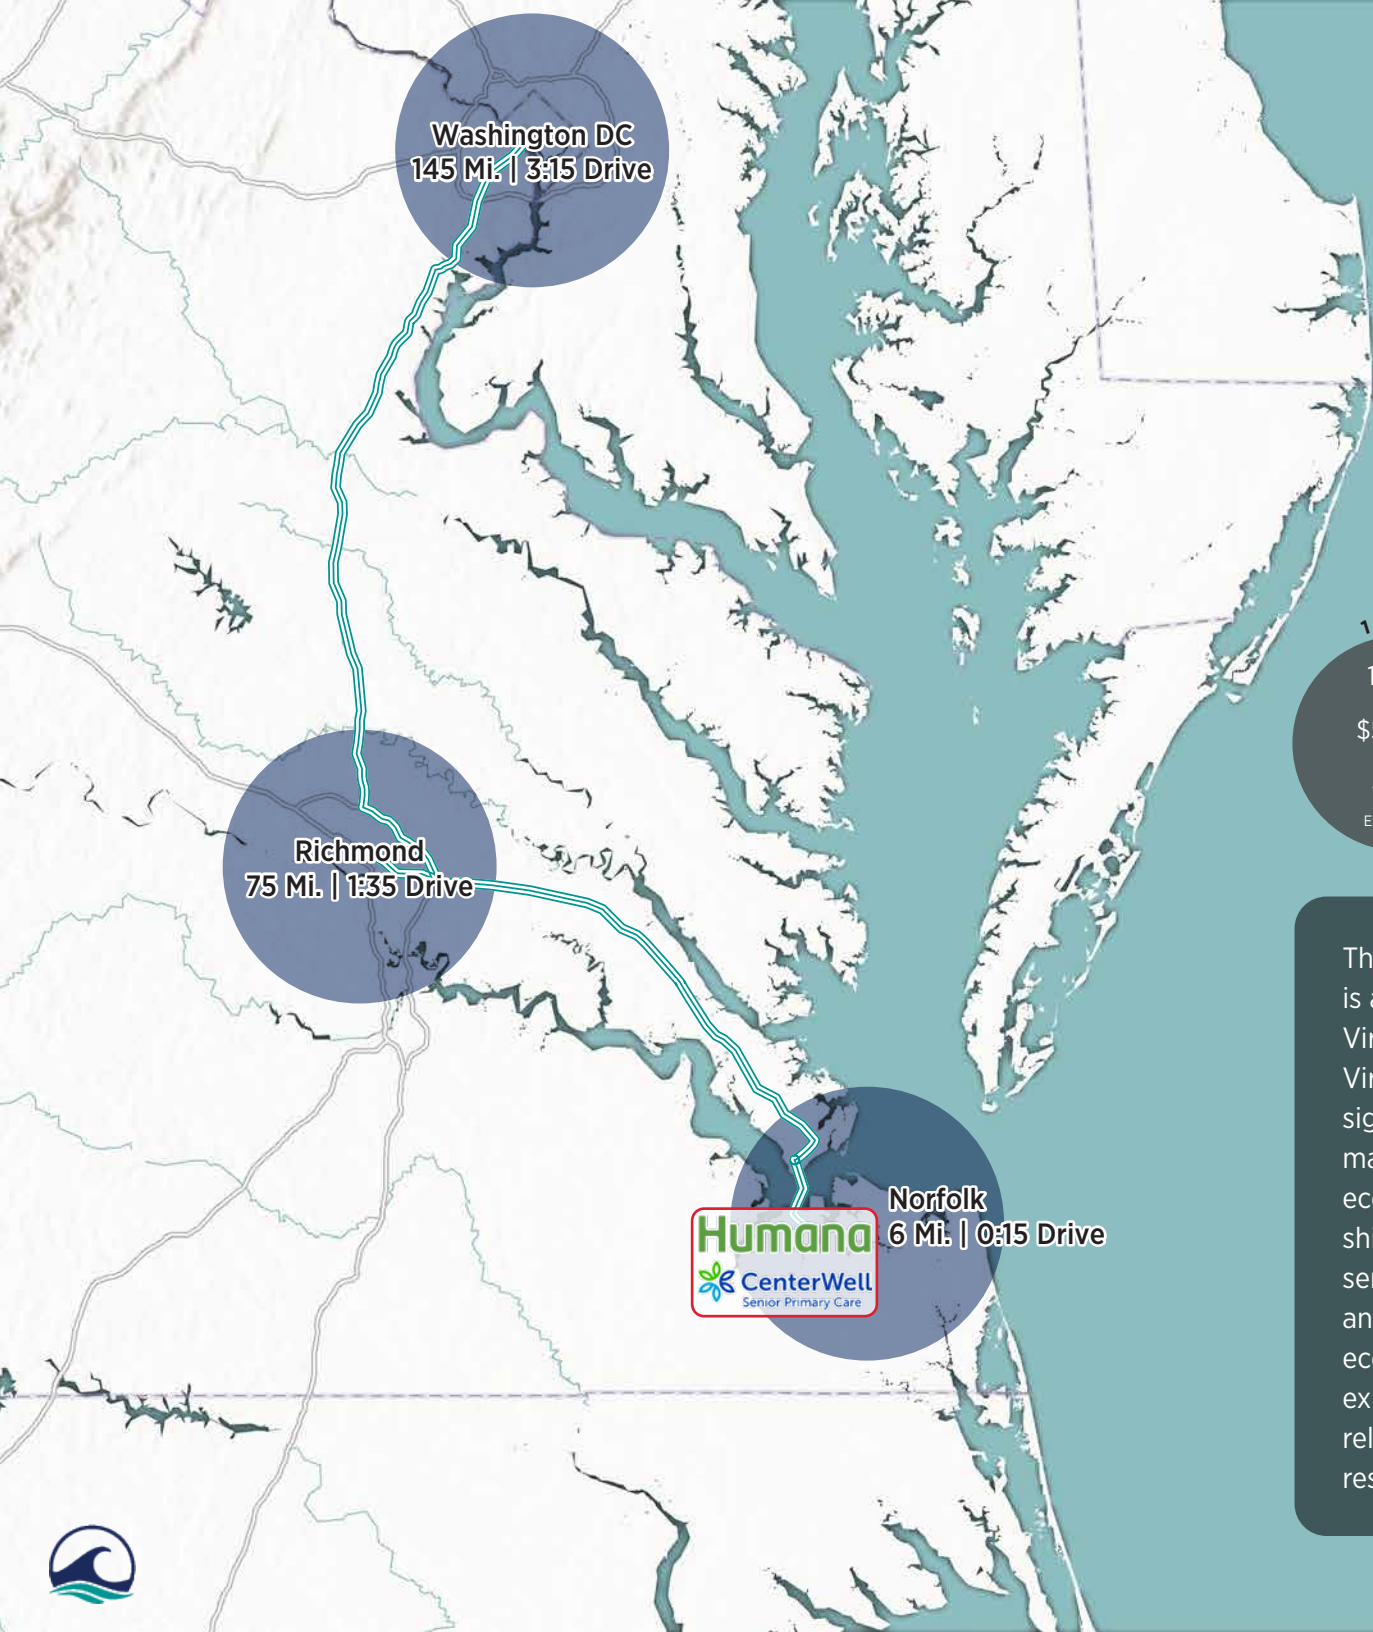 Washington DC
145 Mi. | 3:15 Drive
Richmond
75 Mi. | 1:35 Drive
Norfolk
6 Mi. | 0:15 Drive
Humana
CenterWell
Senior Primary Care
is